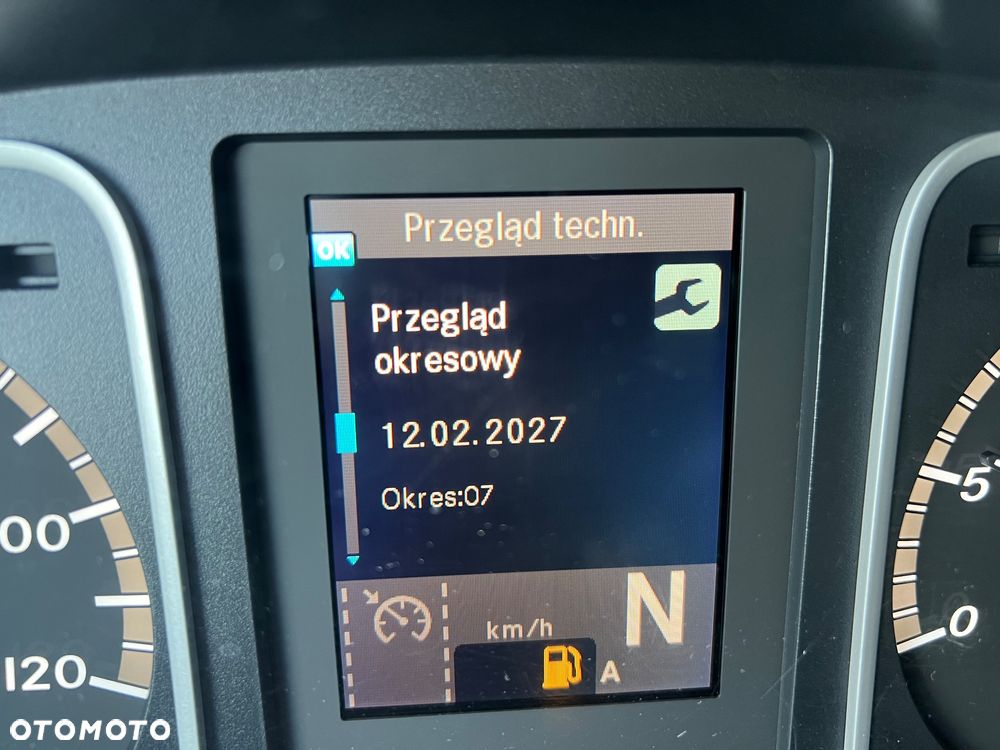 Przegląd techn.
OK
Przegląd
okresowy
12.02.2027
Okres:07
km/h
N
A
00
120
5
0
OTOMOTO